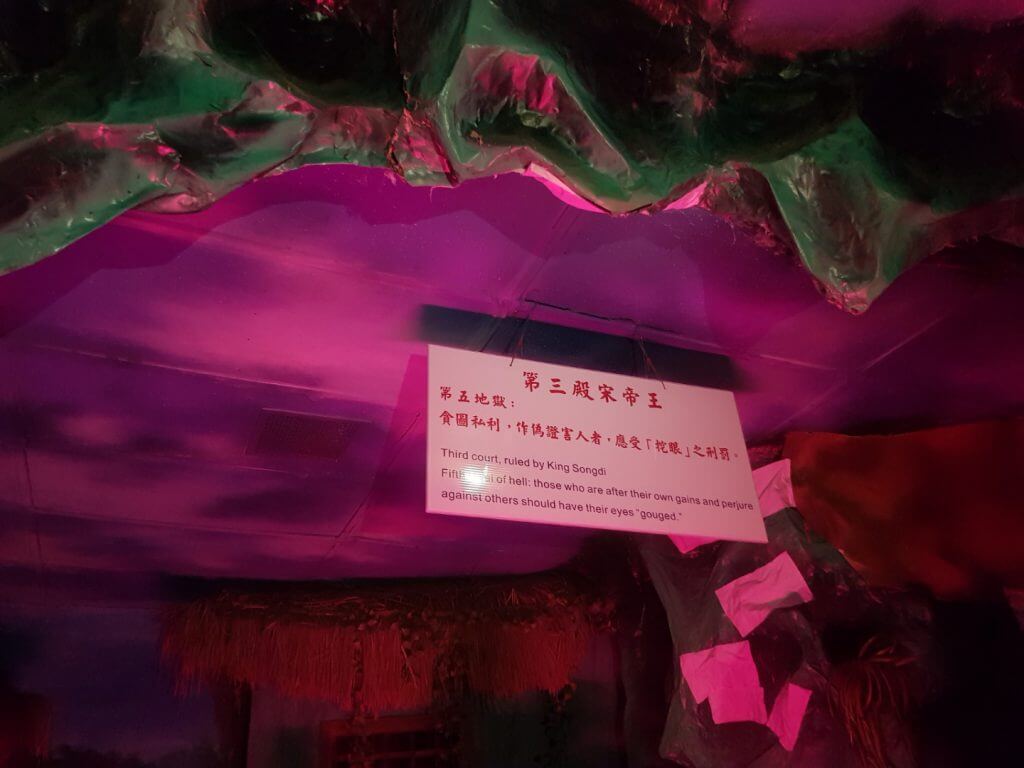 第三殿宋帝王
第五地獄：
貪圖私利，作偽證害人者，應受「挖眼」之刑罰。
Third court, ruled by King Songdi
of hell: those who are after their own gains and perjure
against others should have their eyes "gouged."